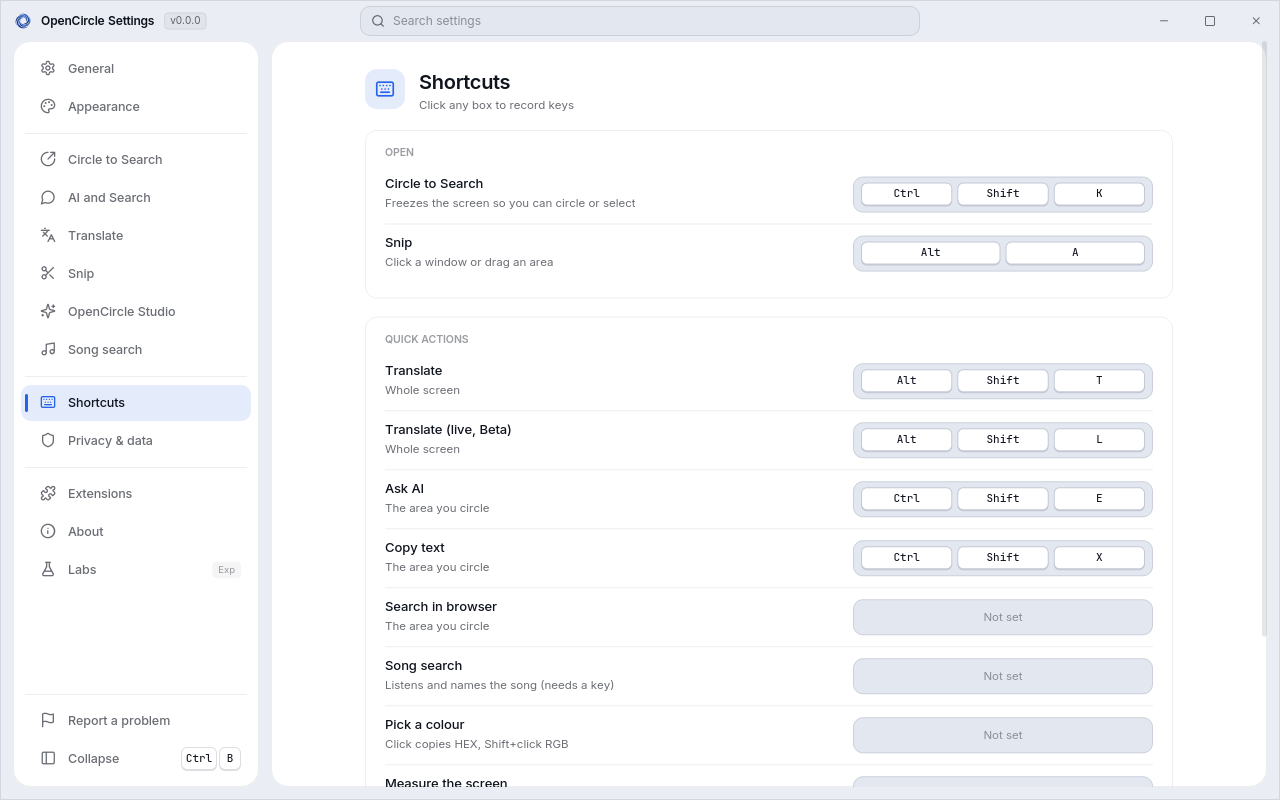 OpenCircle Settings
v0.0.0
Search settings
General
Appearance
Circle to Search
AI and Search
Translate
Snip
OpenCircle Studio
Song search
Shortcuts
Privacy & data
Extensions
About
Labs
Exp
Report a problem
Collapse
Ctrl B
Shortcuts
Click any box to record keys
OPEN
Circle to Search
Freezes the screen so you can circle or select
Ctrl Shift K
Snip
Click a window or drag an area
Alt A
QUICK ACTIONS
Translate
Whole screen
Alt Shift T
Translate (live, Beta)
Whole screen
Alt Shift L
Ask AI
The area you circle
Ctrl Shift E
Copy text
The area you circle
Ctrl Shift X
Search in browser
The area you circle
Not set
Song search
Listens and names the song (needs a key)
Not set
Pick a colour
Click copies HEX, Shift+click RGB
Not set
Measure the screen